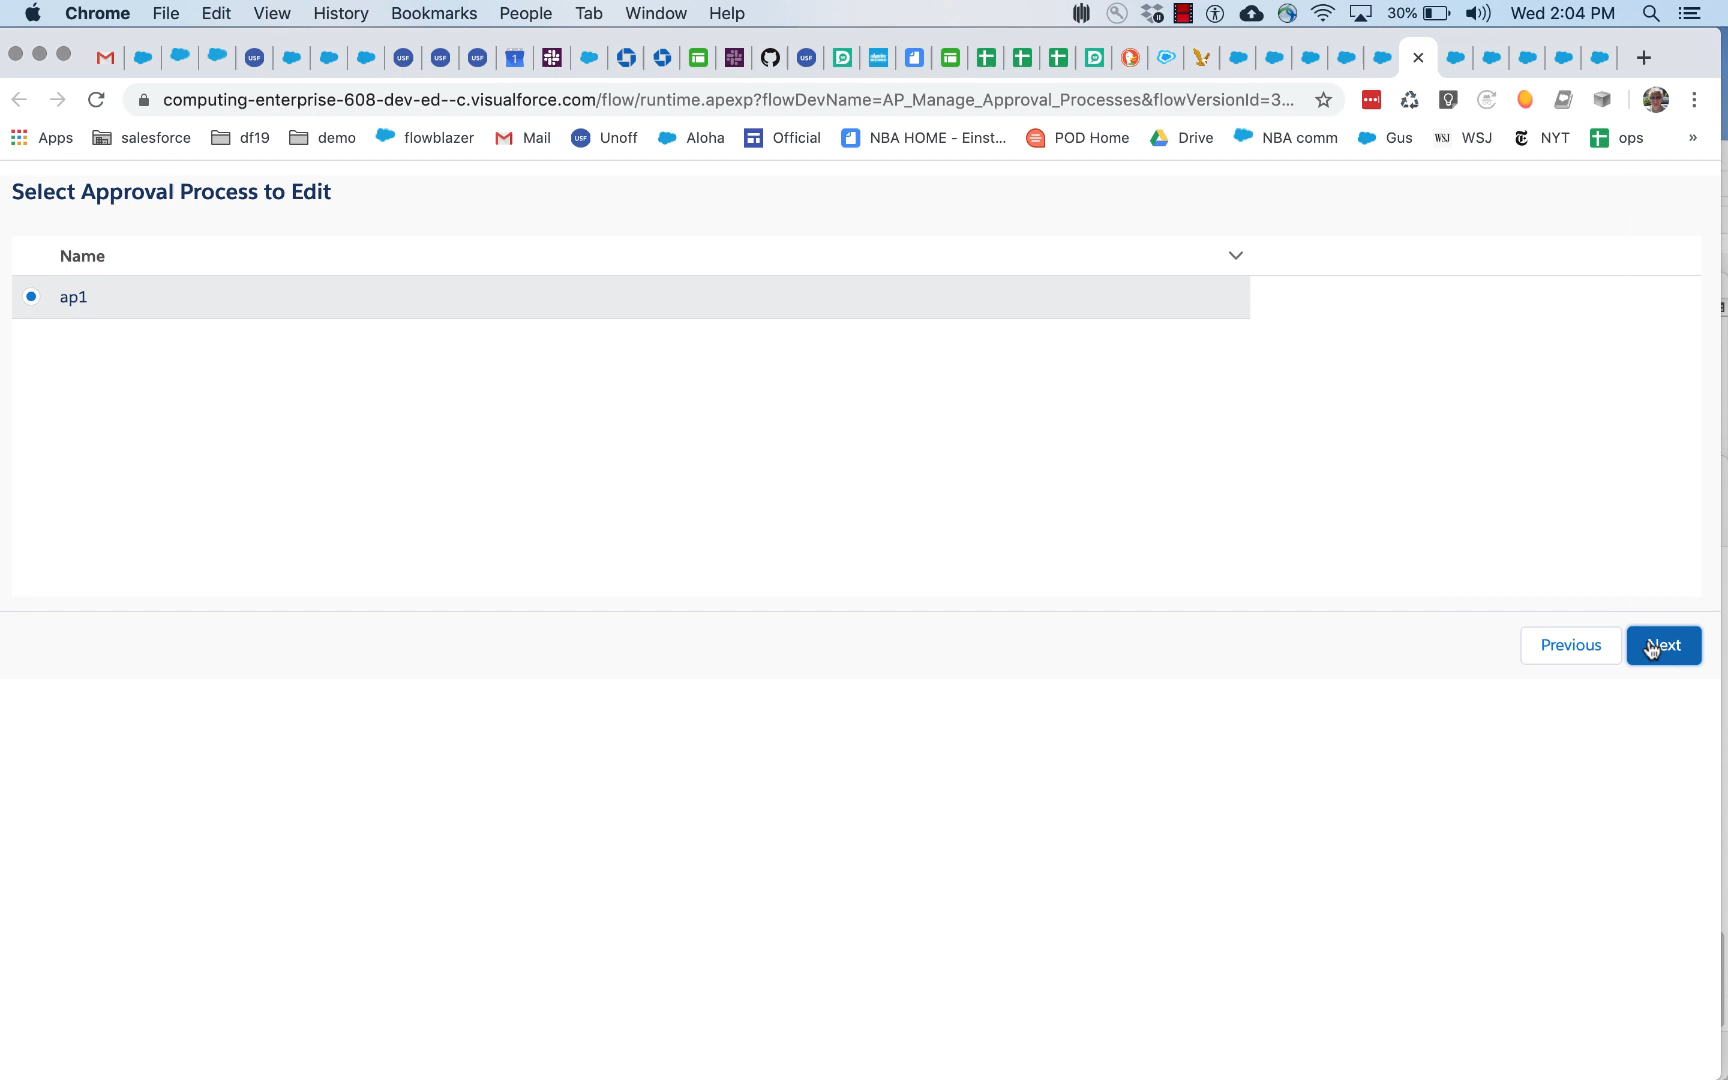 Chrome File Edit View History Bookmarks People Tab Window Help 30% Wed 2:04 PM
computing-enterprise-608-dev-ed--c.visualforce.com/flow/runtime.apexp?flowDevName=AP_Manage_Approval_Processes&flowVersionId=3...
Apps salesforce df19 demo flowblazer Mail Unoff Aloha Official NBA HOME - Einst... POD Home Drive NBA comm Gus WSJ NYT ops »
Select Approval Process to Edit
Name
ap1
Previous Next